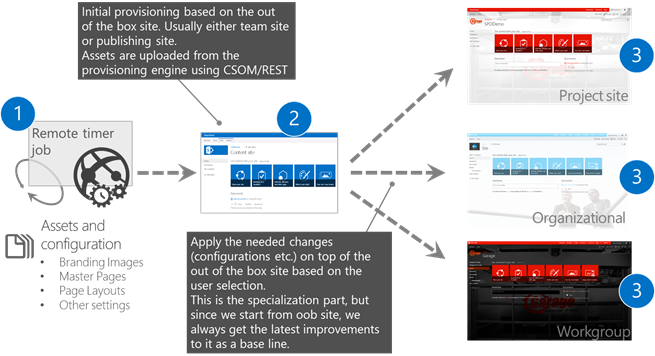 Initial provisioning based on the out
of the box site. Usually either team site
or publishing site.
Assets are uploaded from the
provisioning engine using CSOM/REST
1
Remote timer
job
Assets and
configuration
• Branding Images
• Master Pages
• Page Layouts
• Other settings
2
Content site
Apply the needed changes
(configurations etc.) on top of the
out of the box site based on the
user selection.
This is the specialization part, but
since we start from oob site, we
always get the latest improvements
to it as a base line.
SPDDemo
3
Project site
3
Organizational
Garage
3
Workgroup